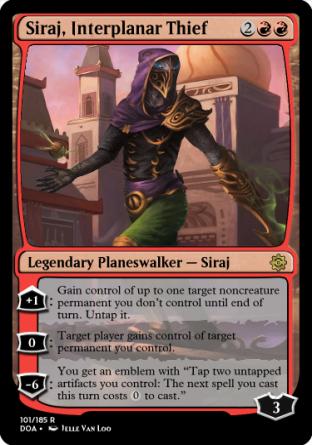 Siraj, Interplanar Thief 2
Legendary Planeswalker — Siraj
+1: Gain control of up to one target noncreature
permanent you don't control until end of
turn. Untap it.
0: Target player gains control of target
permanent you control.
-6: You get an emblem with "Tap two untapped
artifacts you control: The next spell you cast
this turn costs 0 to cast."
3
101/185 R
DOA • Jelle Van Loo